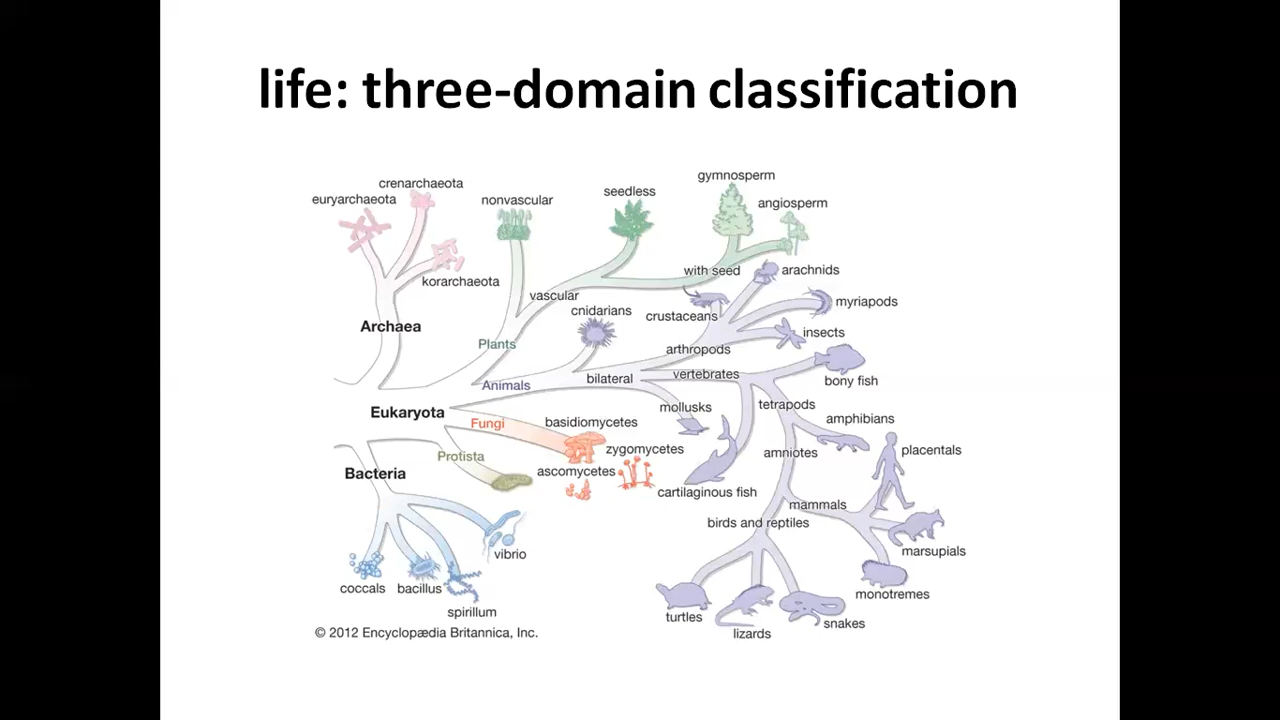 life: three-domain classification
crenarchaeota
euryarchaeota
korarchaeota
Archaea
nonvascular
seedless
gymnosperm
angiosperm
with seed
vascular
Plants
arachnids
myriapods
crustaceans
insects
cnidarians
arthropods
Animals
bilateral
vertebrates
bony fish
mollusks
tetrapods
amphibians
Eukaryota
Fungi
basidiomycetes
zygomycetes
ascomycetes
Protista
cartilaginous fish
amniotes
placentals
mammals
birds and reptiles
marsupials
monotremes
turtles
lizards
snakes
Bacteria
vibrio
coccals
bacillus
spirillum
© 2012 Encyclopædia Britannica, Inc.